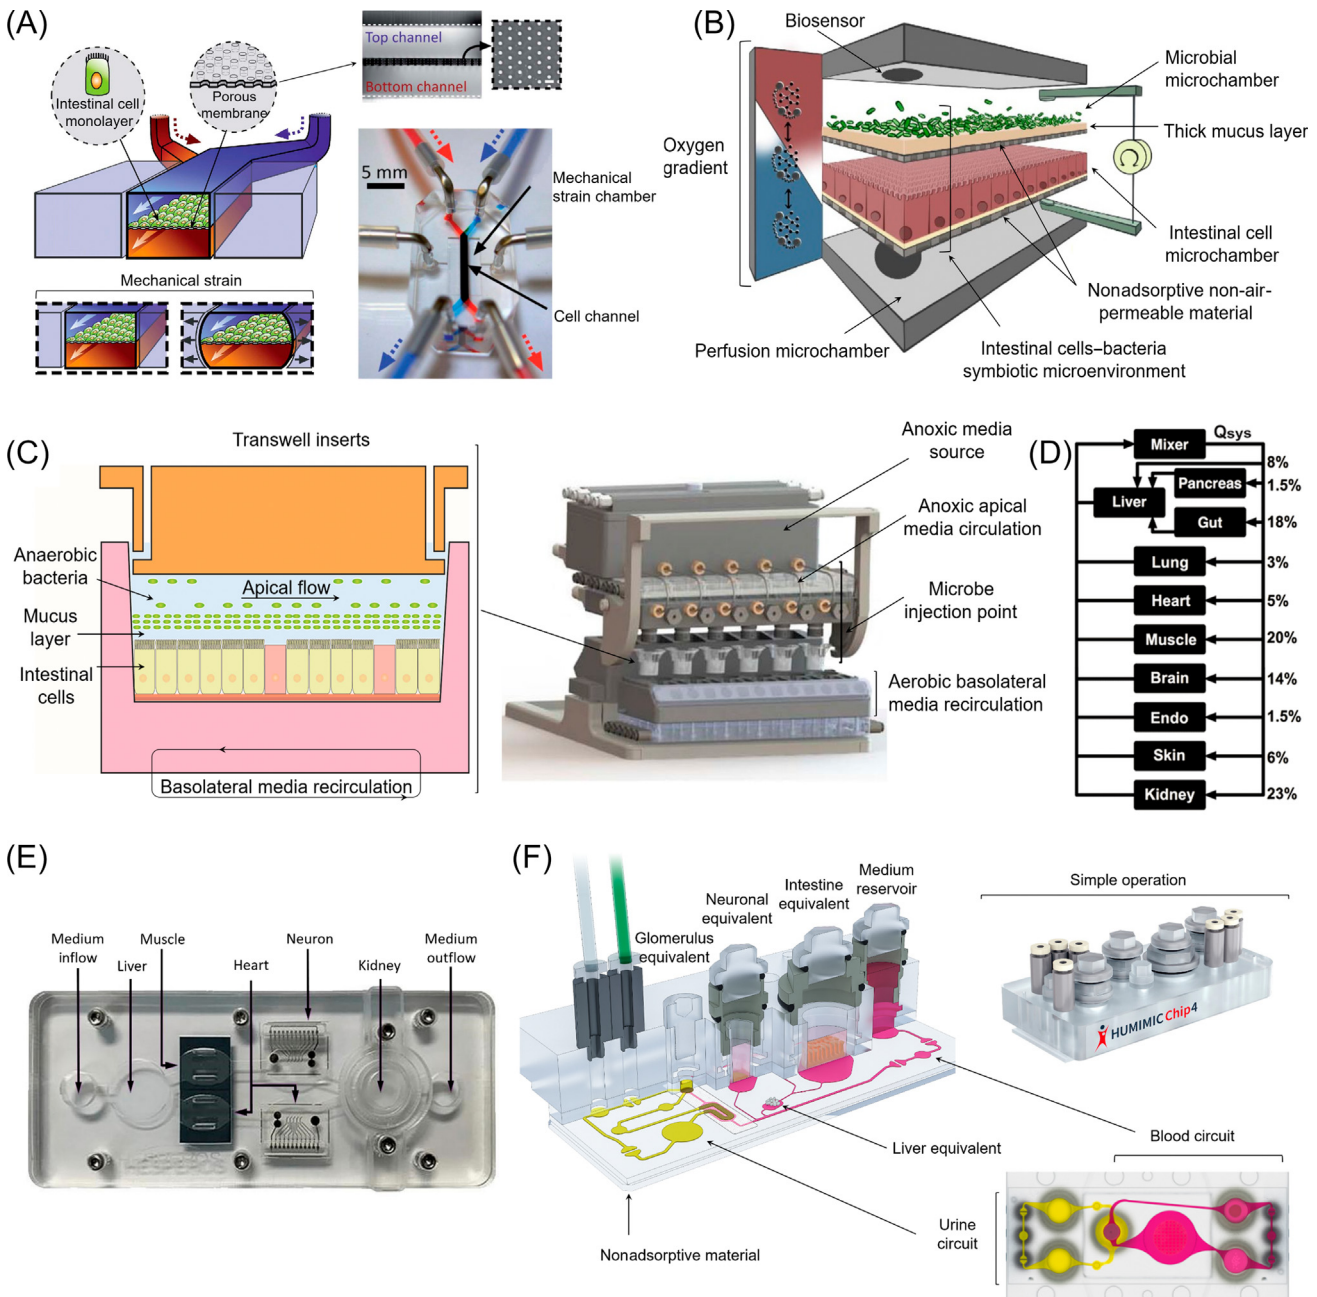 (A)
Intestinal cell
monolayer
Porous
membrane
Top channel
Bottom channel
5 mm
Mechanical
strain chamber
Cell channel
Mechanical strain
(B)
Biosensor
Microbial
microchamber
Thick mucus layer
Oxygen
gradient
Intestinal cell
microchamber
Nonadsorptive non-air-
permeable material
Perfusion microchamber
Intestinal cells–bacteria
symbiotic microenvironment
(C)
Transwell inserts
Anaerobic
bacteria
Apical flow
Mucus
layer
Intestinal
cells
Basolateral media recirculation
Anoxic media
source
Anoxic apical
media circulation
Microbe
injection point
Aerobic basolateral
media recirculation
(D)
Mixer
Qsys
8%
Pancreas
1.5%
Liver
Gut
18%
Lung
3%
Heart
5%
Muscle
20%
Brain
14%
Endo
1.5%
Skin
6%
Kidney
23%
(E)
Medium
inflow
Liver
Muscle
Heart
Neuron
Kidney
Medium
outflow
(F)
Glomerulus
equivalent
Neuronal
equivalent
Intestine
equivalent
Medium
reservoir
Simple operation
HUMIMIC Chip4
Liver equivalent
Blood circuit
Nonadsorptive material
Urine
circuit